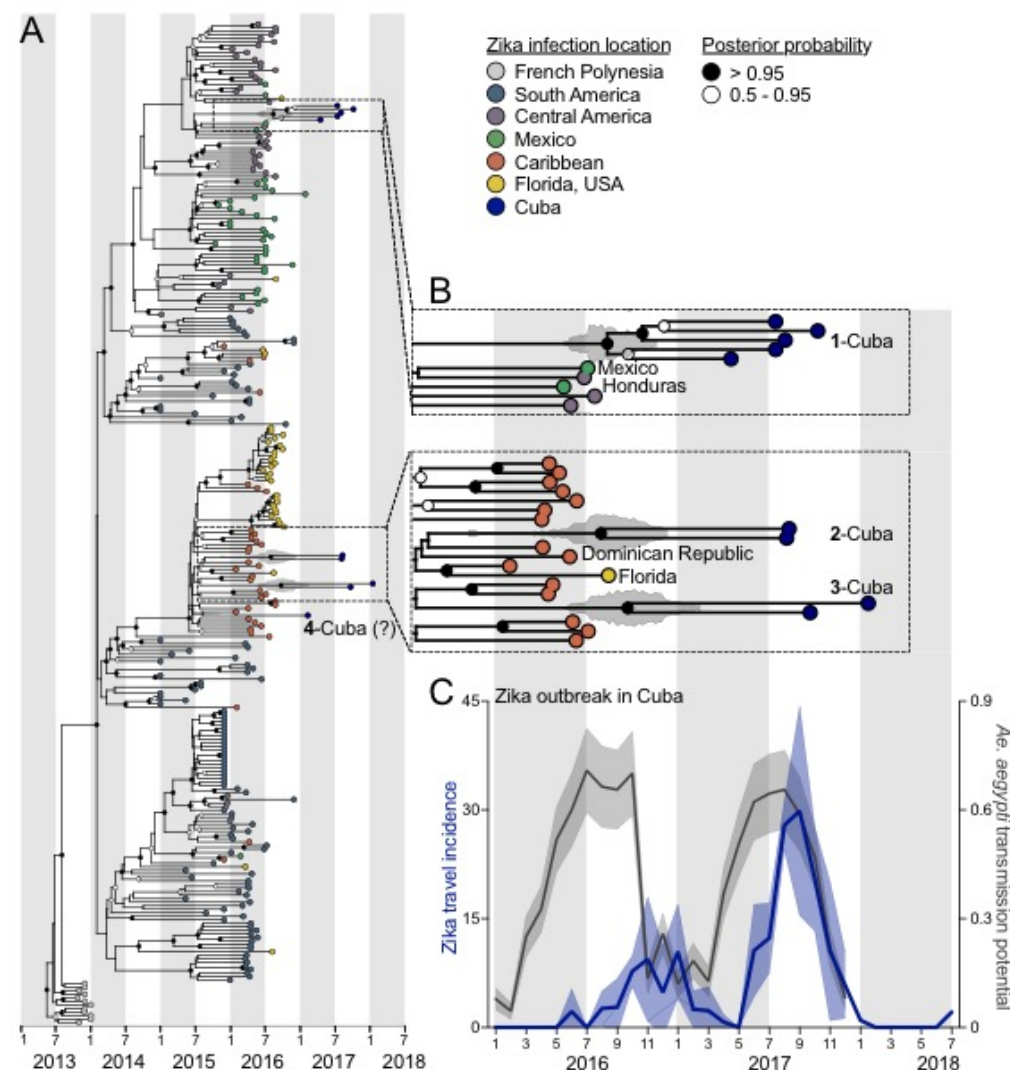 A
Zika infection location
French Polynesia
South America
Central America
Mexico
Caribbean
Florida, USA
Cuba
Posterior probability
> 0.95
0.5 - 0.95
B
1-Cuba
Mexico
Honduras
2-Cuba
Dominican Republic
Florida
3-Cuba
4-Cuba (?)
C
Zika outbreak in Cuba
45
30
15
0
Zika travel incidence
0.9
0.6
0.3
0
Ae. aegypti transmission potential
1 3 5 7 9 11 1 3 5 7 9 11 1 3 5 7
2016 2017 2018
1 7 1 7 1 7 1 7 1 7 1 7
2013 2014 2015 2016 2017 2018